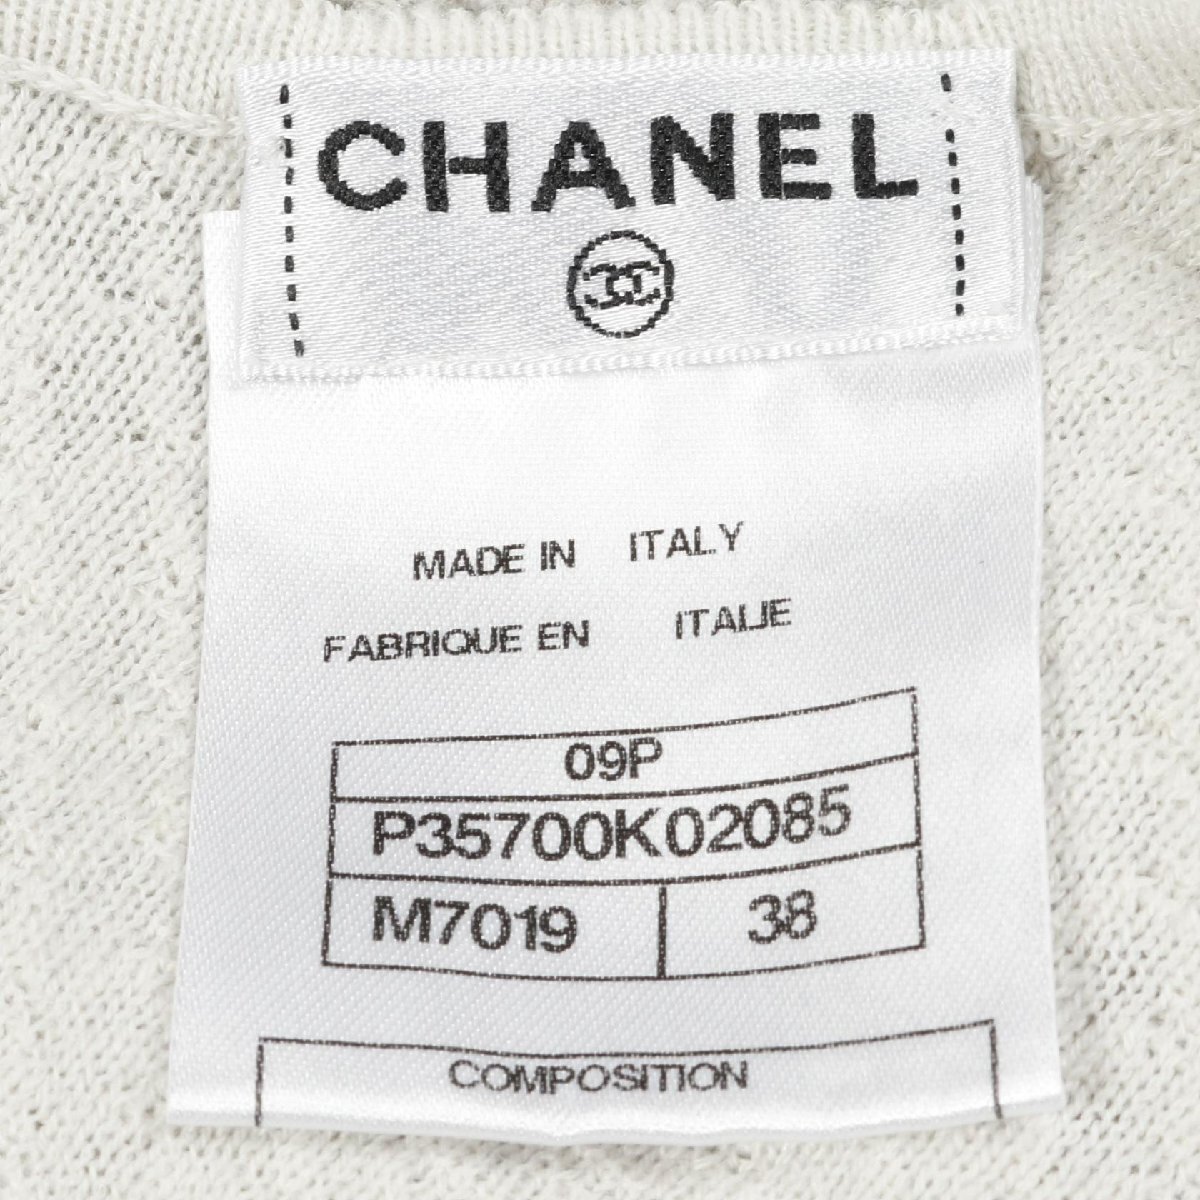 CHANEL
MADE IN ITALY
FABRIQUE EN ITALIE
09P
P35700K02085
M7019 38
COMPOSITION